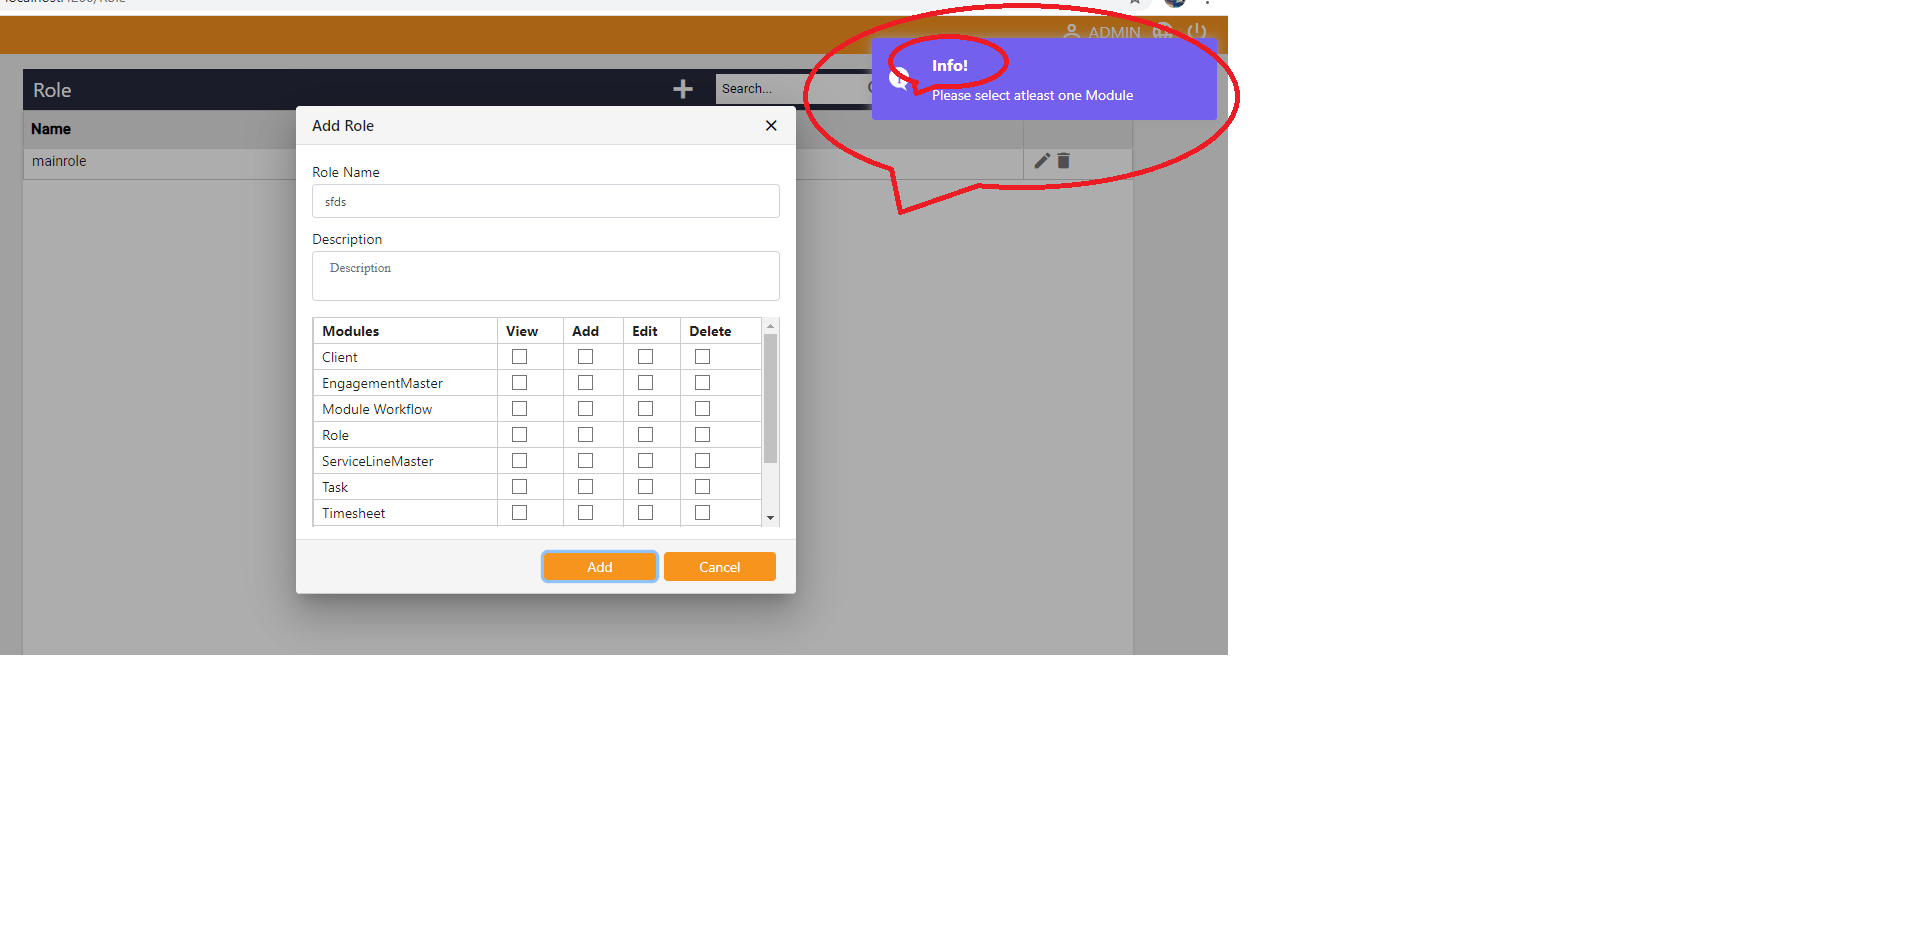 ADMIN
Role
Search...
Info!
Please select atleast one Module
Name
mainrole
Add Role
Role Name
sfds
Description
Description
Modules View Add Edit Delete
Client
EngagementMaster
Module Workflow
Role
ServiceLineMaster
Task
Timesheet
Add Cancel